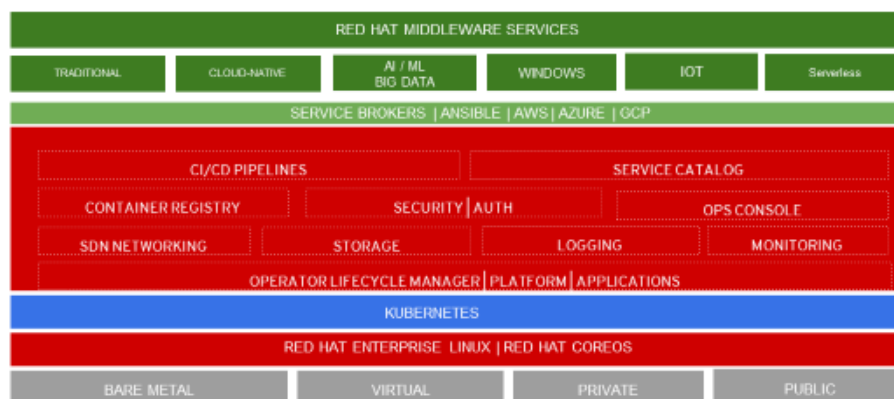 RED HAT MIDDLEWARE SERVICES
TRADITIONAL
CLOUD-NATIVE
AI / ML
BIG DATA
WINDOWS
IOT
Serverless
SERVICE BROKERS | ANSIBLE | AWS | AZURE | GCP
CI/CD PIPELINES
SERVICE CATALOG
CONTAINER REGISTRY
SECURITY | AUTH
OPS CONSOLE
SDN NETWORKING
STORAGE
LOGGING
MONITORING
OPERATOR LIFECYCLE MANAGER | PLATFORM | APPLICATIONS
KUBERNETES
RED HAT ENTERPRISE LINUX | RED HAT COREOS
BARE METAL
VIRTUAL
PRIVATE
PUBLIC